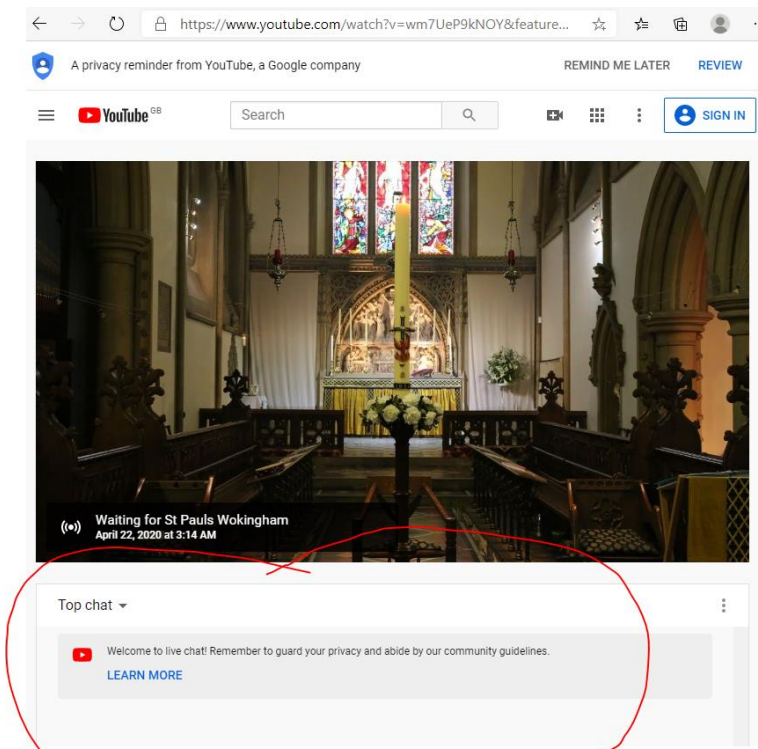 https://www.youtube.com/watch?v=wm7UeP9kNOY&feature...
A privacy reminder from YouTube, a Google company REMIND ME LATER REVIEW
YouTube GB Search SIGN IN
Waiting for St Pauls Wokingham
April 22, 2020 at 3:14 AM
Top chat
Welcome to live chat! Remember to guard your privacy and abide by our community guidelines.
LEARN MORE